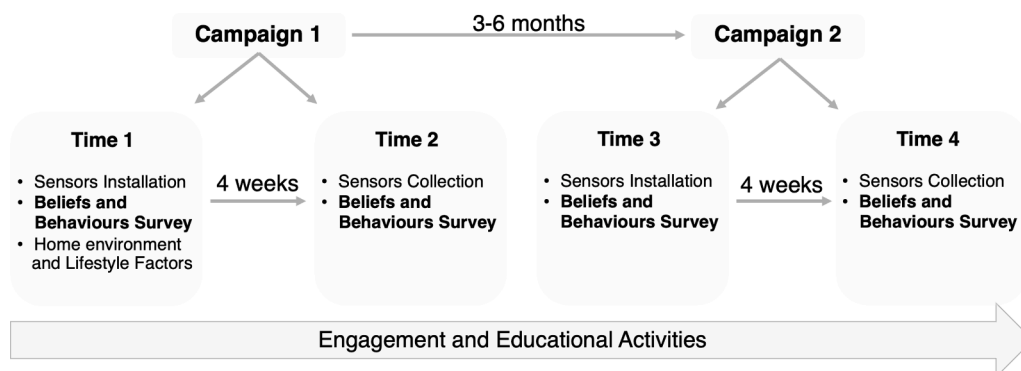 Campaign 1
3-6 months
Campaign 2
Time 1
• Sensors Installation
• Beliefs and
Behaviours Survey
• Home environment
and Lifestyle Factors
4 weeks
Time 2
• Sensors Collection
• Beliefs and
Behaviours Survey
Time 3
• Sensors Installation
• Beliefs and
Behaviours Survey
4 weeks
Time 4
• Sensors Collection
• Beliefs and
Behaviours Survey
Engagement and Educational Activities